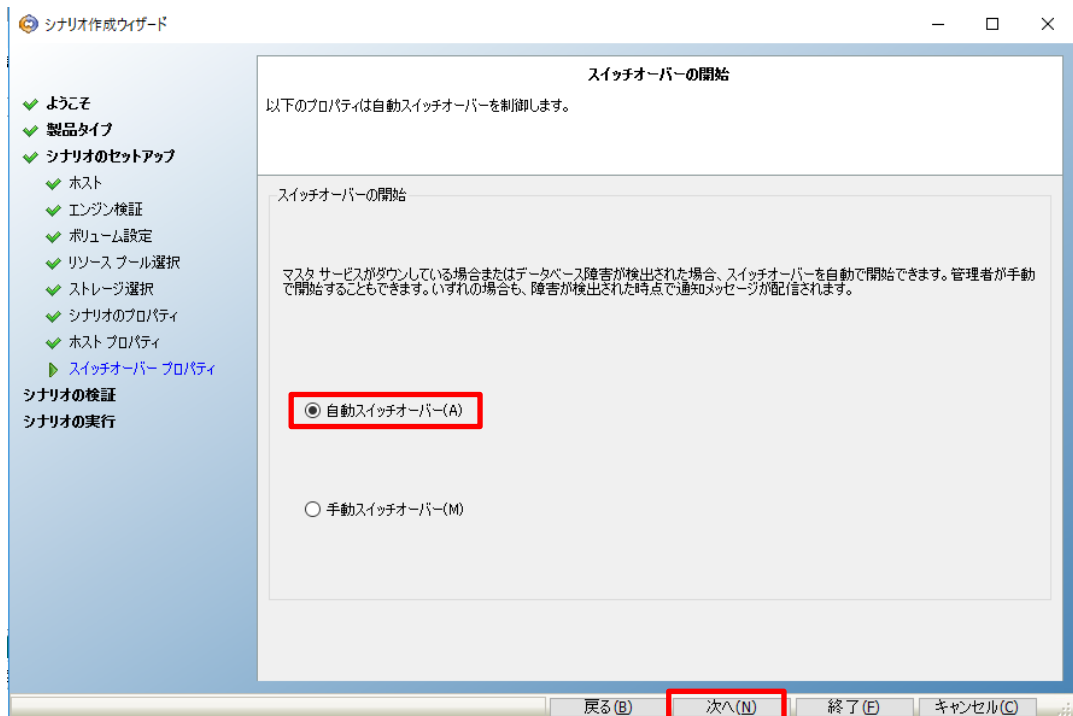 シナリオ作成ウィザード
スイッチオーバーの開始
以下のプロパティは自動スイッチオーバーを制御します。
ようこそ
製品タイプ
シナリオのセットアップ
ホスト
エンジン検証
ボリューム設定
リソース プール選択
ストレージ選択
シナリオのプロパティ
ホスト プロパティ
スイッチオーバー プロパティ
シナリオの検証
シナリオの実行
スイッチオーバーの開始
マスタ サービスがダウンしている場合またはデータベース障害が検出された場合、スイッチオーバーを自動で開始できます。管理者が手動
で開始することもできます。いずれの場合も、障害が検出された時点で通知メッセージが配信されます。
自動スイッチオーバー(A)
手動スイッチオーバー(M)
戻る(B)
次へ(N)
終了(F)
キャンセル(C)